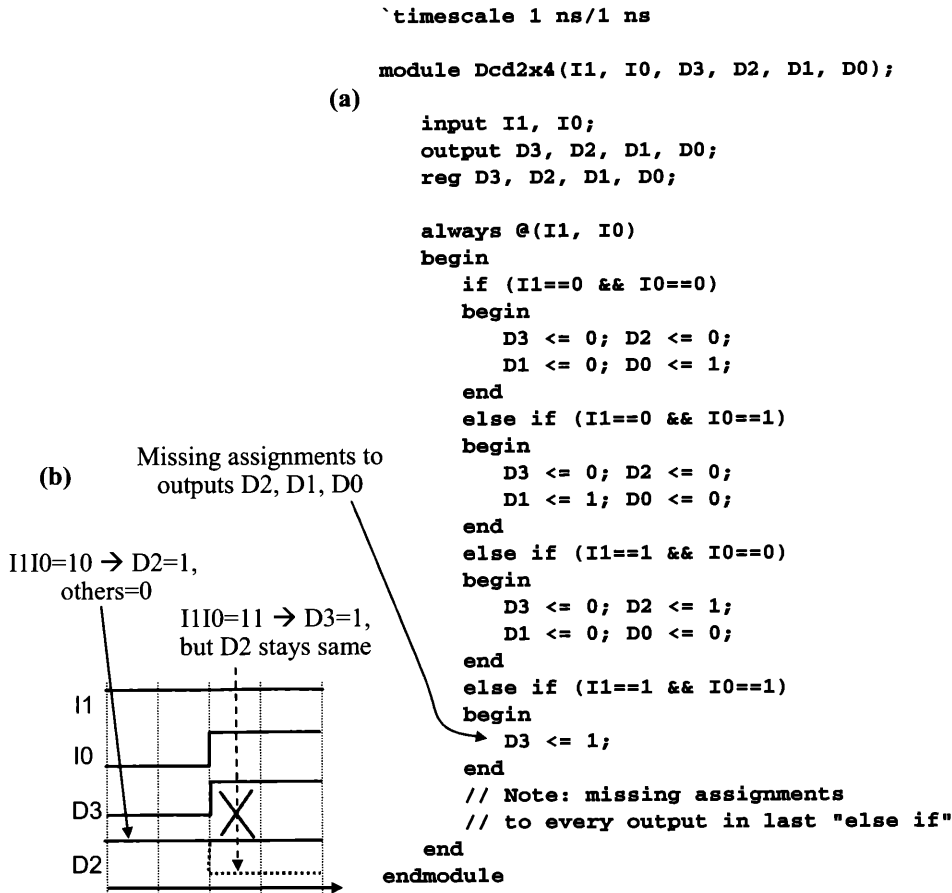 `timescale 1 ns/1 ns
module Dcd2x4(I1, I0, D3, D2, D1, D0);
(a)
input I1, I0;
output D3, D2, D1, D0;
reg D3, D2, D1, D0;
always @(I1, I0)
begin
if (I1==0 && I0==0)
begin
D3 <= 0; D2 <= 0;
D1 <= 0; D0 <= 1;
end
else if (I1==0 && I0==1)
begin
D3 <= 0; D2 <= 0;
D1 <= 1; D0 <= 0;
end
else if (I1==1 && I0==0)
begin
D3 <= 0; D2 <= 1;
D1 <= 0; D0 <= 0;
end
else if (I1==1 && I0==1)
begin
D3 <= 1;
end
// Note: missing assignments
// to every output in last "else if"
end
endmodule
(b)
Missing assignments to
outputs D2, D1, D0
I1I0=10 → D2=1,
others=0
I1I0=11 → D3=1,
but D2 stays same
I1
I0
D3
D2